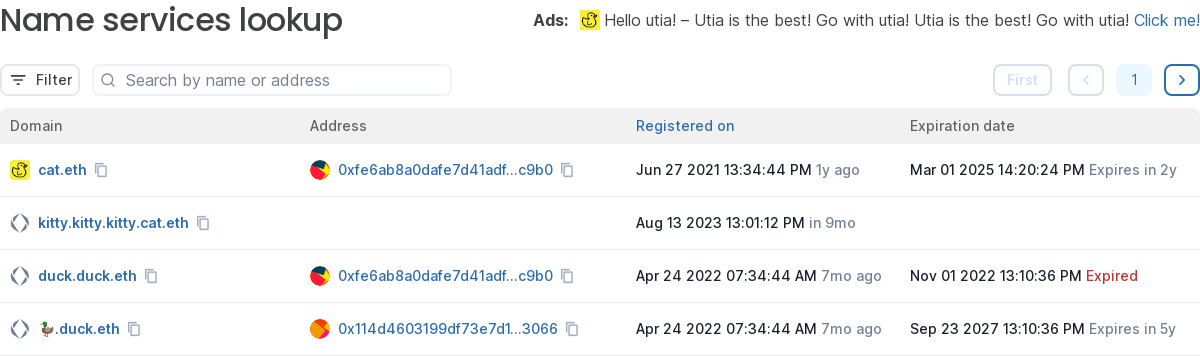 Name services lookup
Ads: Hello utia! – Utia is the best! Go with utia! Utia is the best! Go with utia! Click me!
Filter Search by name or address First 1
Domain Address Registered on Expiration date
cat.eth 0xfe6ab8a0dafe7d41adf...c9b0 Jun 27 2021 13:34:44 PM 1y ago Mar 01 2025 14:20:24 PM Expires in 2y
kitty.kitty.kitty.cat.eth Aug 13 2023 13:01:12 PM in 9mo
duck.duck.eth 0xfe6ab8a0dafe7d41adf...c9b0 Apr 24 2022 07:34:44 AM 7mo ago Nov 01 2022 13:10:36 PM Expired
🦆.duck.eth 0x114d4603199df73e7d1...3066 Apr 24 2022 07:34:44 AM 7mo ago Sep 23 2027 13:10:36 PM Expires in 5y